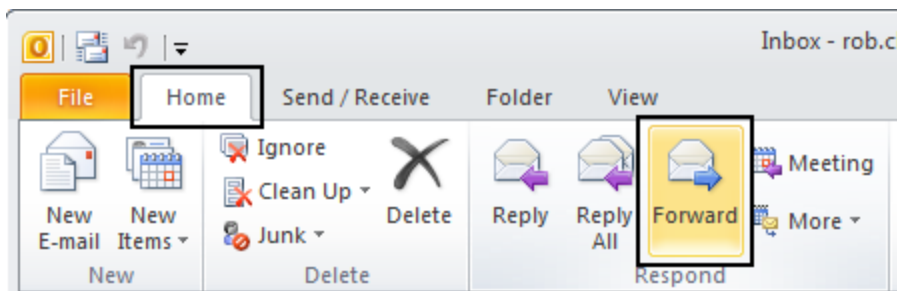 Inbox - rob.c
File Home Send / Receive Folder View
Ignore
Clean Up
Junk
New E-mail
New Items
Delete
Reply
Reply All
Forward
Meeting
More
New Delete Respond